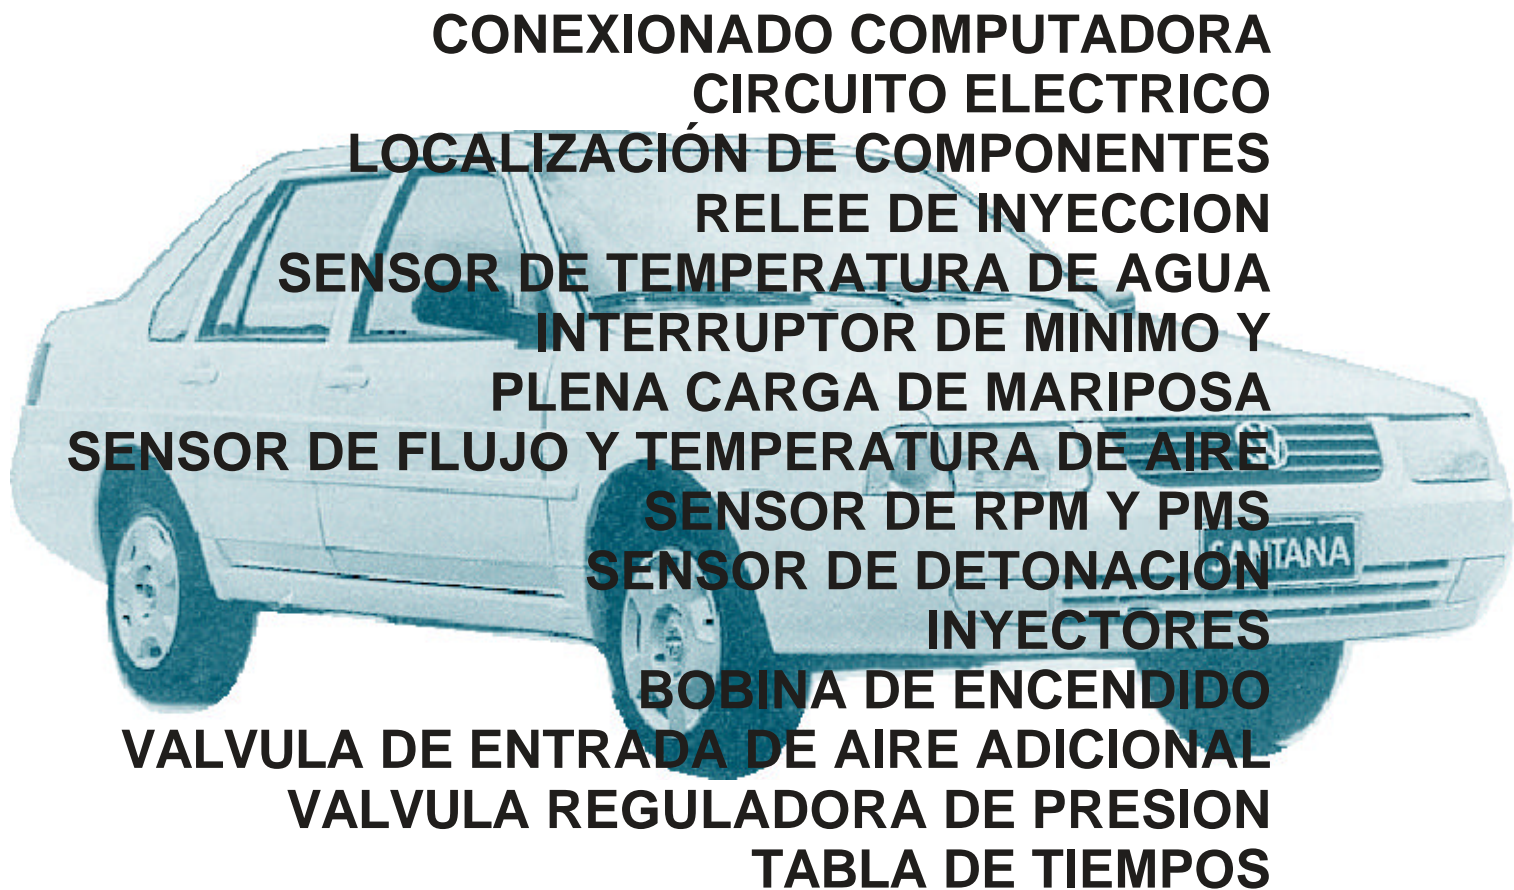 CONEXIONADO COMPUTADORA
CIRCUITO ELECTRICO
LOCALIZACIÓN DE COMPONENTES
RELEE DE INYECCION
SENSOR DE TEMPERATURA DE AGUA
INTERRUPTOR DE MINIMO Y
PLENA CARGA DE MARIPOSA
SENSOR DE FLUJO Y TEMPERATURA DE AIRE
SENSOR DE RPM Y PMS
SENSOR DE DETONACION
SANTANA
INYECTORES
BOBINA DE ENCENDIDO
VALVULA DE ENTRADA DE AIRE ADICIONAL
VALVULA REGULADORA DE PRESION
TABLA DE TIEMPOS